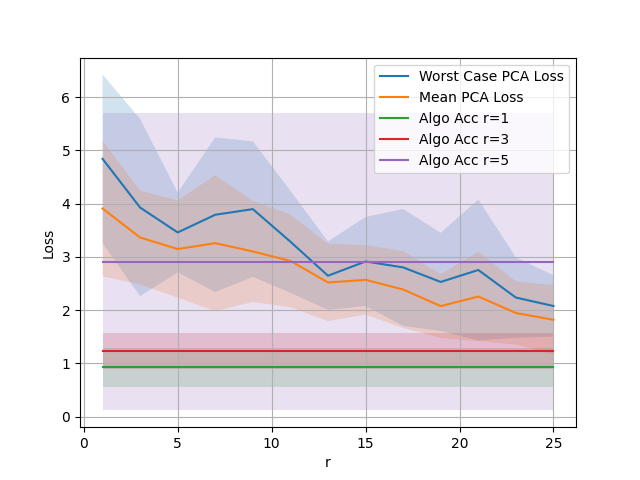 Worst Case PCA Loss
Mean PCA Loss
Algo Acc r=1
Algo Acc r=3
Algo Acc r=5
Loss
6
5
4
3
2
1
0
0 5 10 15 20 25
r